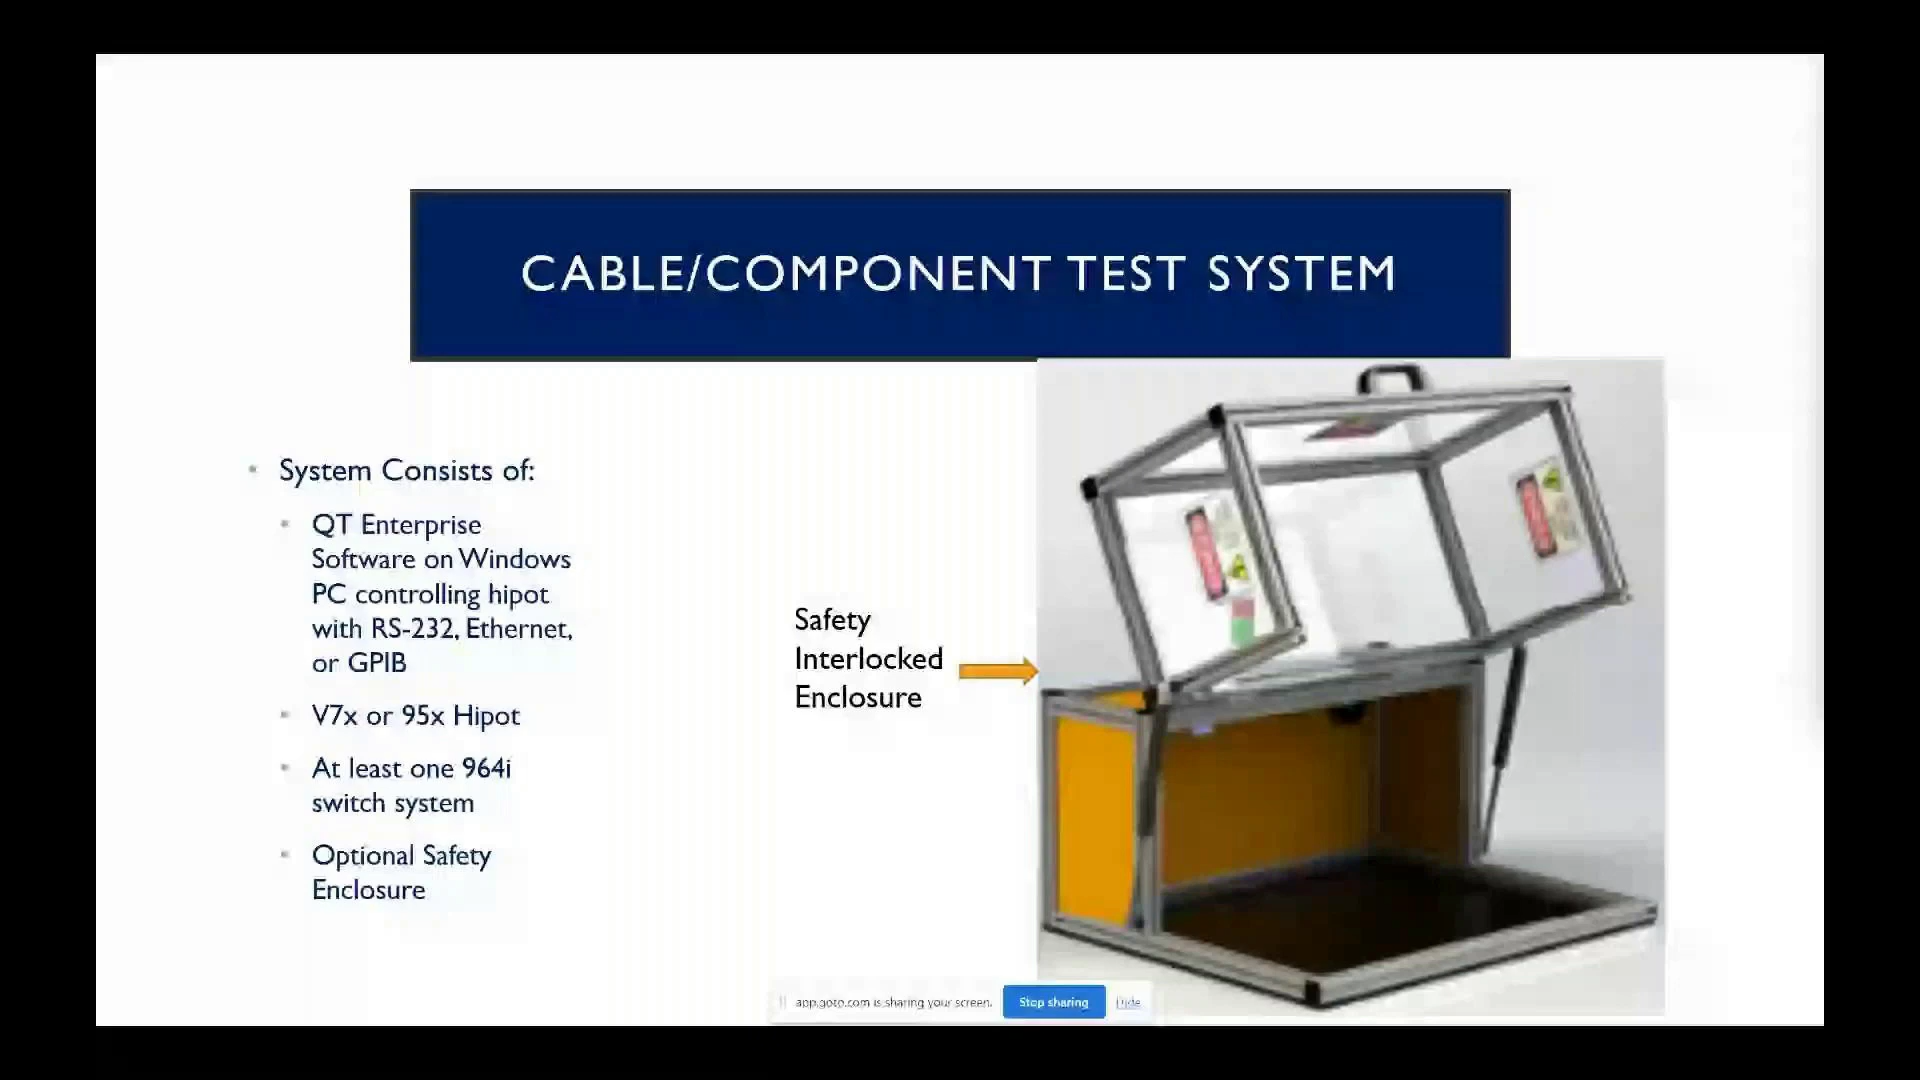 CABLE/COMPONENT TEST SYSTEM
System Consists of:
QT Enterprise
Software on Windows
PC controlling hipot
with RS-232, Ethernet,
or GPIB
V7x or 95x Hipot
At least one 964i
switch system
Optional Safety
Enclosure
Safety
Interlocked
Enclosure
app.goto.com is sharing your screen.
Stop sharing
Hide